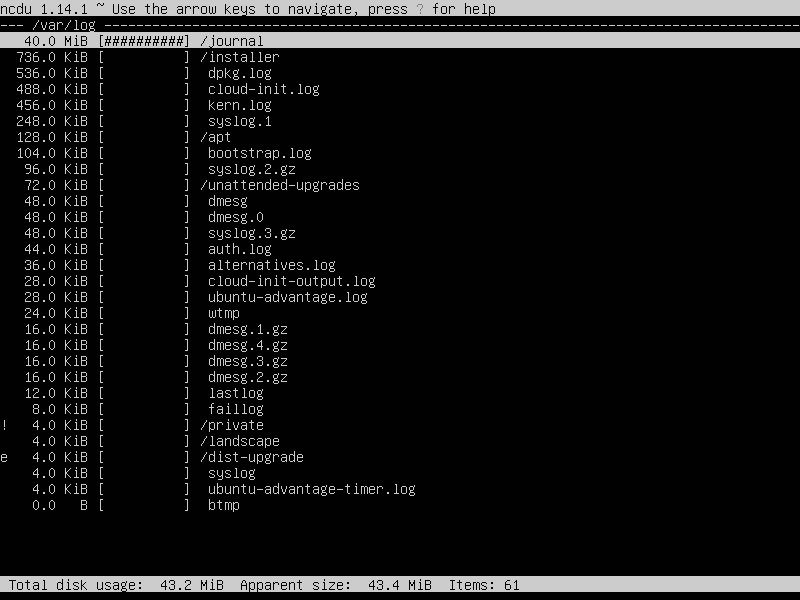 ncdu 1.14.1 ~ Use the arrow keys to navigate, press ? for help
--- /var/log ----------------------------------------------------------------------------------------
   40.0 MiB [##########] /journal
  736.0 KiB [          ] /installer
  536.0 KiB [          ]  dpkg.log
  488.0 KiB [          ]  cloud-init.log
  456.0 KiB [          ]  kern.log
  248.0 KiB [          ]  syslog.1
  128.0 KiB [          ] /apt
  104.0 KiB [          ]  bootstrap.log
   96.0 KiB [          ]  syslog.2.gz
   72.0 KiB [          ] /unattended-upgrades
   48.0 KiB [          ]  dmesg
   48.0 KiB [          ]  dmesg.0
   48.0 KiB [          ]  syslog.3.gz
   44.0 KiB [          ]  auth.log
   36.0 KiB [          ]  alternatives.log
   28.0 KiB [          ]  cloud-init-output.log
   28.0 KiB [          ]  ubuntu-advantage.log
   24.0 KiB [          ]  wtmp
   16.0 KiB [          ]  dmesg.1.gz
   16.0 KiB [          ]  dmesg.4.gz
   16.0 KiB [          ]  dmesg.3.gz
   16.0 KiB [          ]  dmesg.2.gz
   12.0 KiB [          ]  lastlog
    8.0 KiB [          ]  faillog
!   4.0 KiB [          ] /private
    4.0 KiB [          ] /landscape
e   4.0 KiB [          ] /dist-upgrade
    4.0 KiB [          ]  syslog
    4.0 KiB [          ]  ubuntu-advantage-timer.log
    0.0   B [          ]  btmp
 Total disk usage:  43.2 MiB  Apparent size:  43.4 MiB  Items: 61